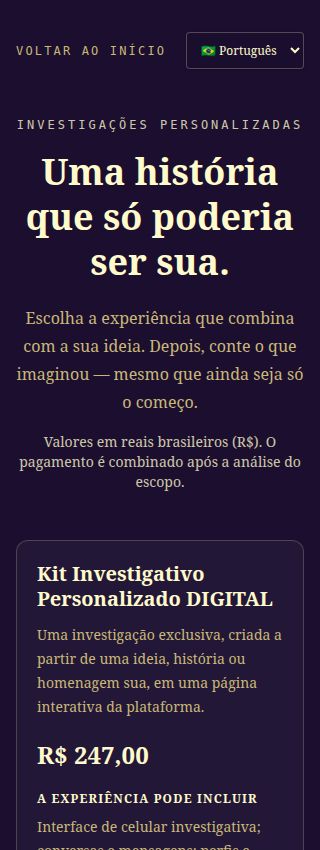 VOLTAR AO INÍCIO
🇧🇷 Português
INVESTIGAÇÕES PERSONALIZADAS
Uma história
que só poderia
ser sua.
Escolha a experiência que combina
com a sua ideia. Depois, conte o que
imaginou — mesmo que ainda seja só
o começo.
Valores em reais brasileiros (R$). O
pagamento é combinado após a análise do
escopo.
Kit Investigativo
Personalizado DIGITAL
Uma investigação exclusiva, criada a
partir de uma ideia, história ou
homenagem sua, em uma página
interativa da plataforma.
R$ 247,00
A EXPERIÊNCIA PODE INCLUIR
Interface de celular investigativa;
conversas e mensagens; perfis e